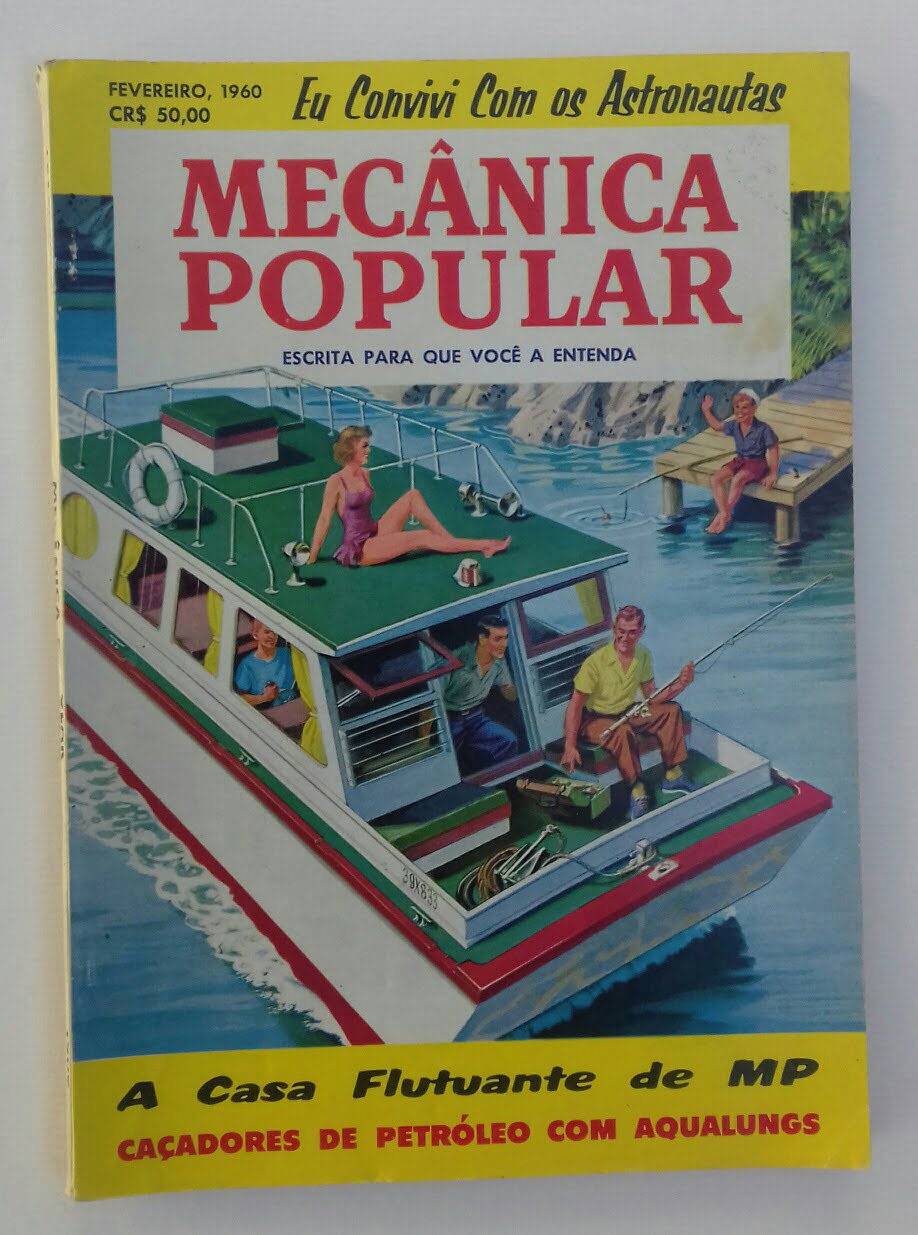 FEVEREIRO, 1960
CR$ 50,00
Eu Convivi Com os Astronautas
MECÂNICA
POPULAR
ESCRITA PARA QUE VOCÊ A ENTENDA
39X833
A Casa Flutuante de MP
CAÇADORES DE PETRÓLEO COM AQUALUNGS